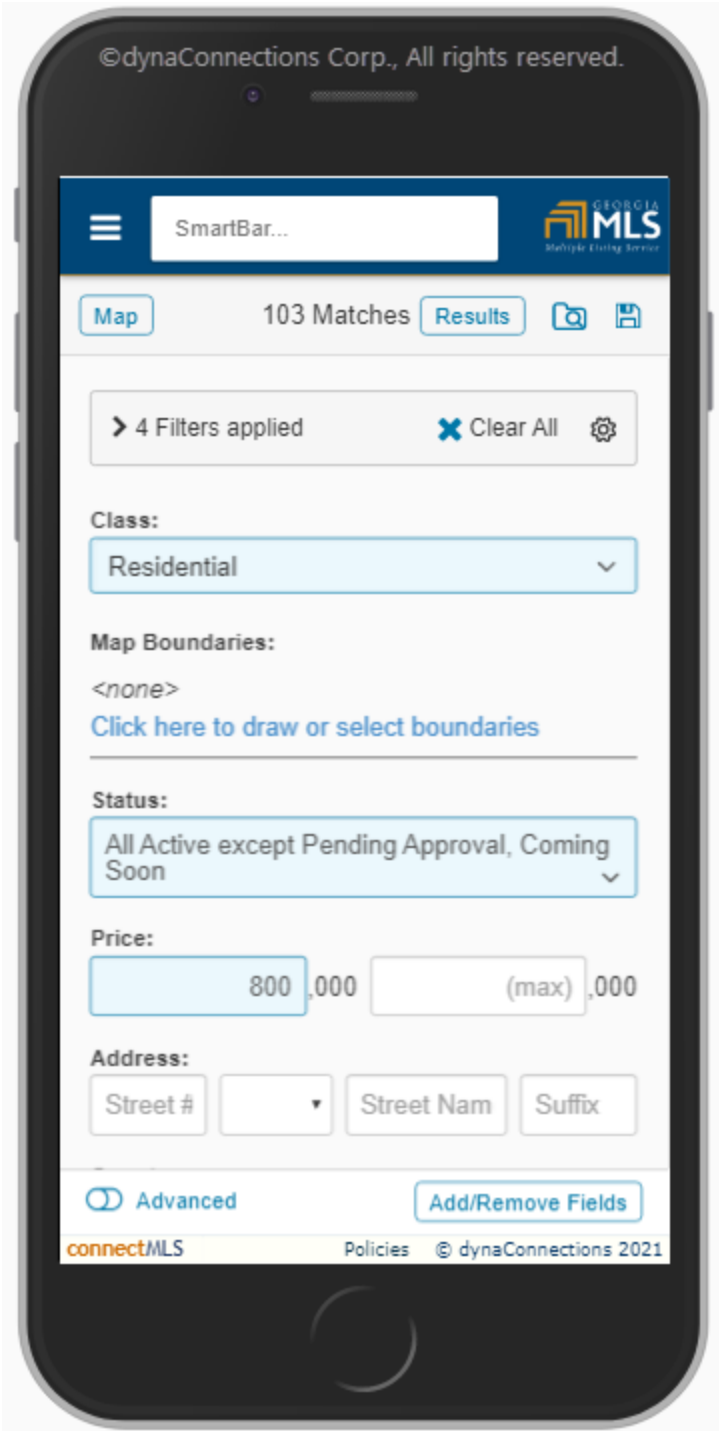 ©dynaConnections Corp., All rights reserved.
SmartBar...
GEORGIA
MLS
Multiple Listing Service
Map 103 Matches Results
4 Filters applied Clear All
Class:
Residential
Map Boundaries:
<none>
Click here to draw or select boundaries
Status:
All Active except Pending Approval, Coming
Soon
Price:
800 ,000 (max) ,000
Address:
Street # Street Nam Suffix
Advanced Add/Remove Fields
connectMLS Policies © dynaConnections 2021